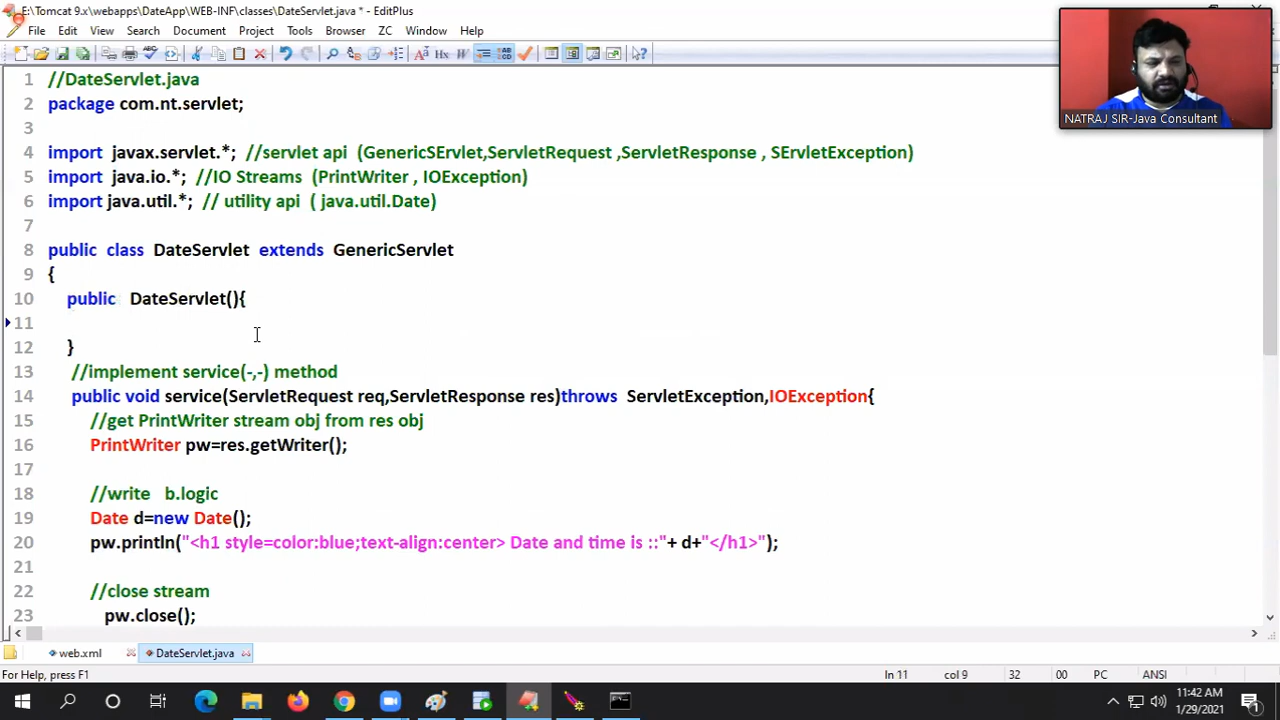 E:\Tomcat 9.x\webapps\DateApp\WEB-INF\classes\DateServlet.java * - EditPlus
File Edit View Search Document Project Tools Browser ZC Window Help
1 //DateServlet.java
2 package com.nt.servlet;
3
4 import javax.servlet.*; //servlet api (GenericSErvlet,ServletRequest ,ServletResponse , SErvletException)
5 import java.io.*; //IO Streams (PrintWriter , IOException)
6 import java.util.*; // utility api ( java.util.Date)
7
8 public class DateServlet extends GenericServlet
9 {
10 public DateServlet(){
11
12 }
13 //implement service(-,-) method
14 public void service(ServletRequest req,ServletResponse res)throws ServletException,IOException{
15 //get PrintWriter stream obj from res obj
16 PrintWriter pw=res.getWriter();
17
18 //write b.logic
19 Date d=new Date();
20 pw.println("<h1 style=color:blue;text-align:center> Date and time is ::"+ d+"</h1>");
21
22 //close stream
23 pw.close();
NATRAJ SIR-Java Consultant
web.xml DateServlet.java
For Help, press F1 ln 11 col 9 32 00 PC ANSI
11:42 AM
1/29/2021